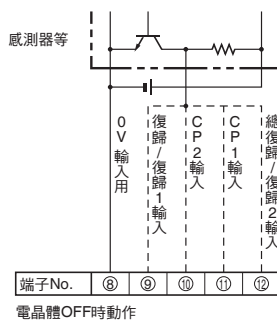 感測器等
0V輸入用
復歸/復歸1輸入
CP2輸入
CP1輸入
總復歸/復歸2輸入
端子No. ⑧ ⑨ ⑩ ⑪ ⑫
電晶體OFF時動作